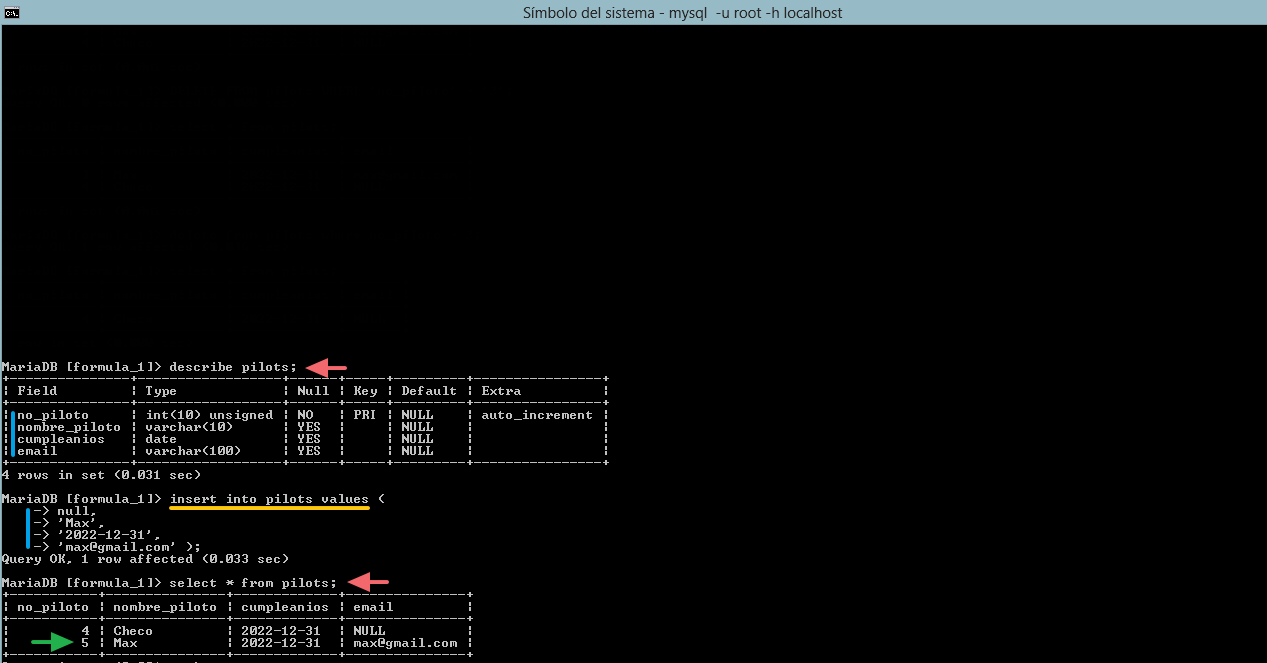 Símbolo del sistema - mysql -u root -h localhost
MariaDB [formula_1]> describe pilots;
+--------------+------------------+------+-----+---------+----------------+
| Field | Type | Null | Key | Default | Extra |
+--------------+------------------+------+-----+---------+----------------+
| no_piloto | int(10) unsigned | NO | PRI | NULL | auto_increment |
| nombre_piloto | varchar(10) | YES | | NULL | |
| cumpleanios | date | YES | | NULL | |
| email | varchar(100) | YES | | NULL | |
+--------------+------------------+------+-----+---------+----------------+
4 rows in set (0.031 sec)
MariaDB [formula_1]> insert into pilots values (
-> null,
-> 'Max',
-> '2022-12-31',
-> 'max@gmail.com' );
Query OK, 1 row affected (0.033 sec)
MariaDB [formula_1]> select * from pilots;
+-----------+---------------+-------------+---------------+
| no_piloto | nombre_piloto | cumpleanios | email |
+-----------+---------------+-------------+---------------+
| 4 | Checo | 2022-12-31 | NULL |
| 5 | Max | 2022-12-31 | max@gmail.com |
+-----------+---------------+-------------+---------------+